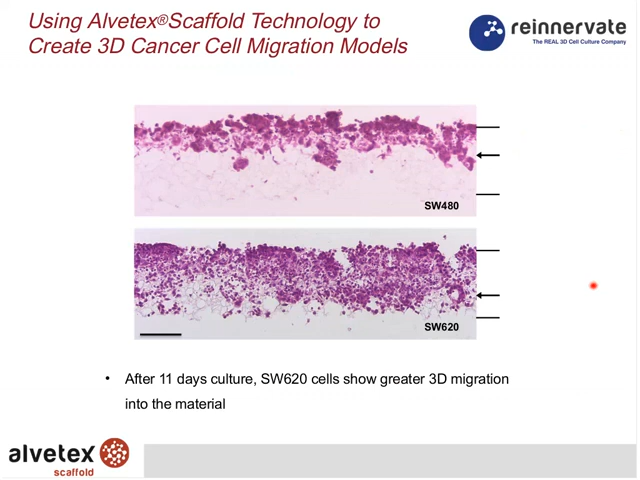 Using Alvetex®Scaffold Technology to
Create 3D Cancer Cell Migration Models
reinnervate
The REAL 3D Cell Culture Company
SW480
SW620
• After 11 days culture, SW620 cells show greater 3D migration
into the material
alvetex
scaffold